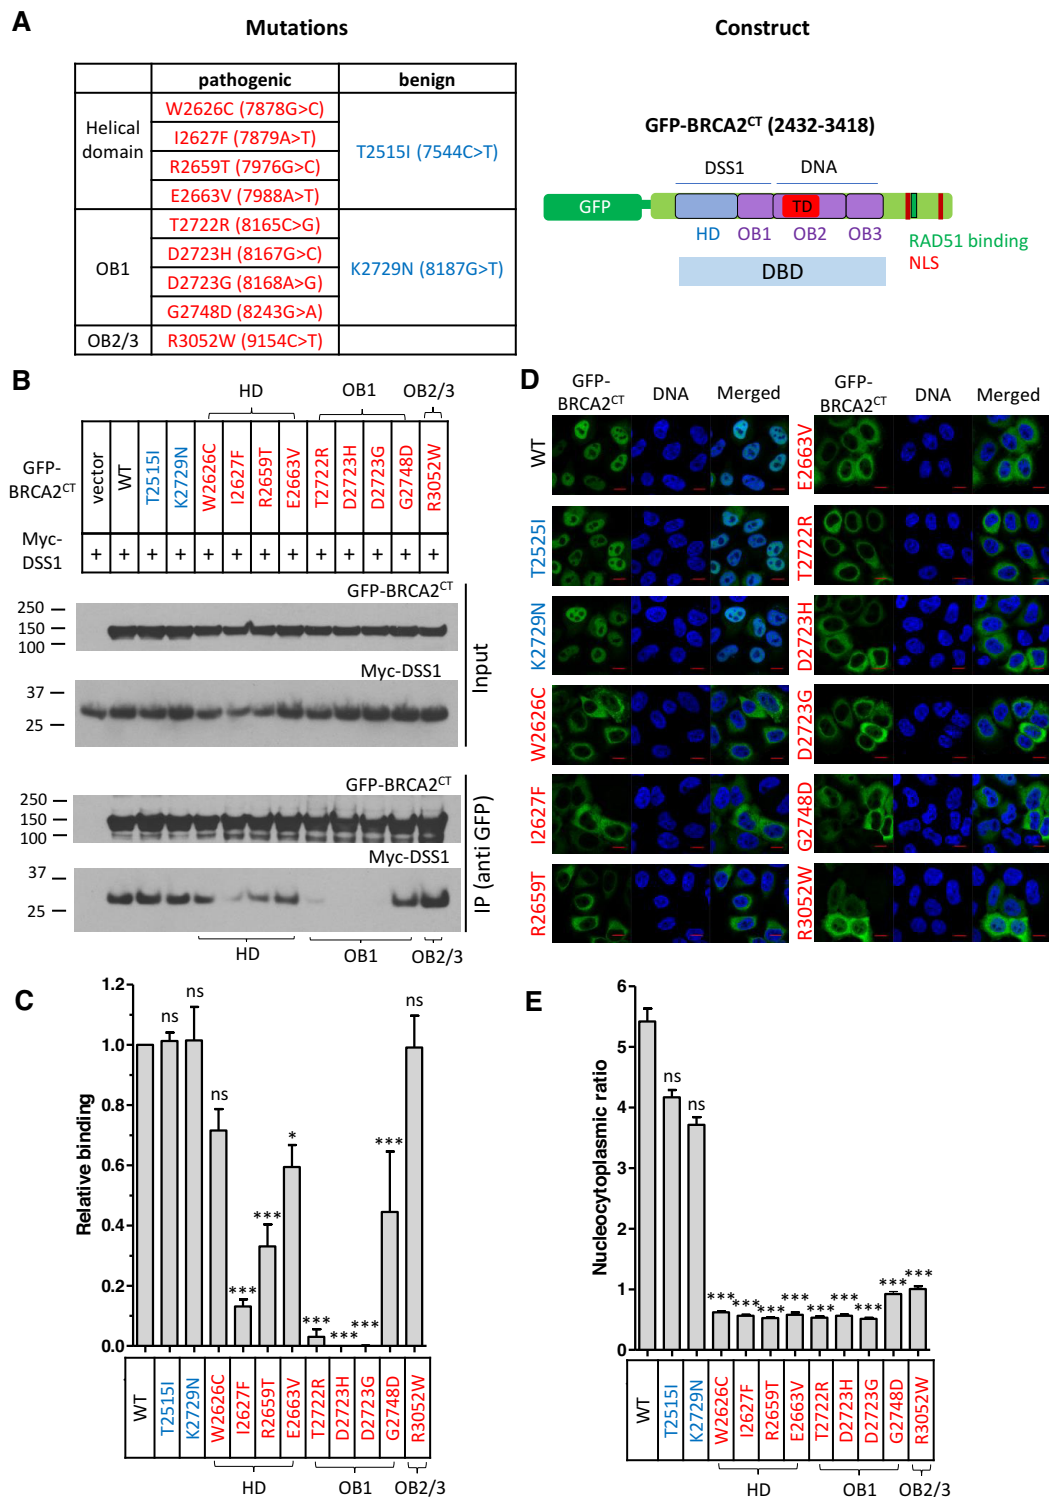 A
Mutations
Construct
pathogenic
benign
Helical domain
W2626C (7878G>C)
I2627F (7879A>T)
R2659T (7976G>C)
E2663V (7988A>T)
T2515I (7544C>T)
OB1
T2722R (8165C>G)
D2723H (8167G>C)
D2723G (8168A>G)
G2748D (8243G>A)
K2729N (8187G>T)
OB2/3
R3052W (9154C>T)
GFP-BRCA2CT (2432-3418)
DSS1
DNA
GFP
TD
HD
OB1
OB2
OB3
RAD51 binding
NLS
DBD
B
HD
OB1
OB2/3
GFP-BRCA2CT
vector
WT
T2515I
K2729N
W2626C
I2627F
R2659T
E2663V
T2722R
D2723H
D2723G
G2748D
R3052W
Myc-DSS1
+ + + + + + + + + + + + +
GFP-BRCA2CT
250
150
100
Myc-DSS1
37
25
Input
GFP-BRCA2CT
250
150
100
Myc-DSS1
37
25
IP (anti GFP)
HD
OB1
OB2/3
C
Relative binding
1.2
1.0
0.8
0.6
0.4
0.2
0.0
ns
ns
ns
***
***
*
***
***
***
***
ns
WT
T2515I
K2729N
W2626C
I2627F
R2659T
E2663V
T2722R
D2723H
D2723G
G2748D
R3052W
HD
OB1
OB2/3
D
GFP-BRCA2CT
DNA
Merged
GFP-BRCA2CT
DNA
Merged
WT
T2525I
K2729N
W2626C
I2627F
R2659T
E2663V
T2722R
D2723H
D2723G
G2748D
R3052W
E
Nucleocytoplasmic ratio
6
5
4
3
2
1
0
ns
ns
***
***
***
***
***
***
***
***
***
WT
T2515I
K2729N
W2626C
I2627F
R2659T
E2663V
T2722R
D2723H
D2723G
G2748D
R3052W
HD
OB1
OB2/3